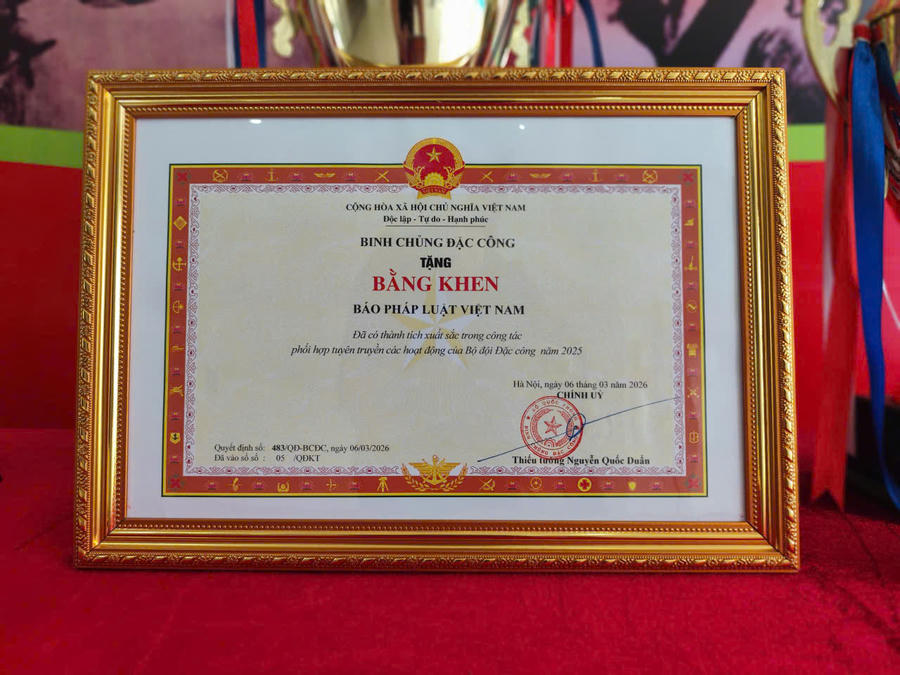 CỘNG HÒA XÃ HỘI CHỦ NGHĨA VIỆT NAM
Độc lập - Tự do - Hạnh phúc
BINH CHỦNG ĐẶC CÔNG
TẶNG
BẰNG KHEN
BÁO PHÁP LUẬT VIỆT NAM
Đã có thành tích xuất sắc trong công tác
phối hợp tuyên truyền các hoạt động của Bộ đội Đặc công năm 2025
Hà Nội, ngày 06 tháng 03 năm 2026
CHÍNH UỶ
Quyết định số: 483/QĐ-BCĐC, ngày 06/03/2026
Đã vào sổ số : 05 /QĐKT
Thiếu tướng Nguyễn Quốc Duẩn